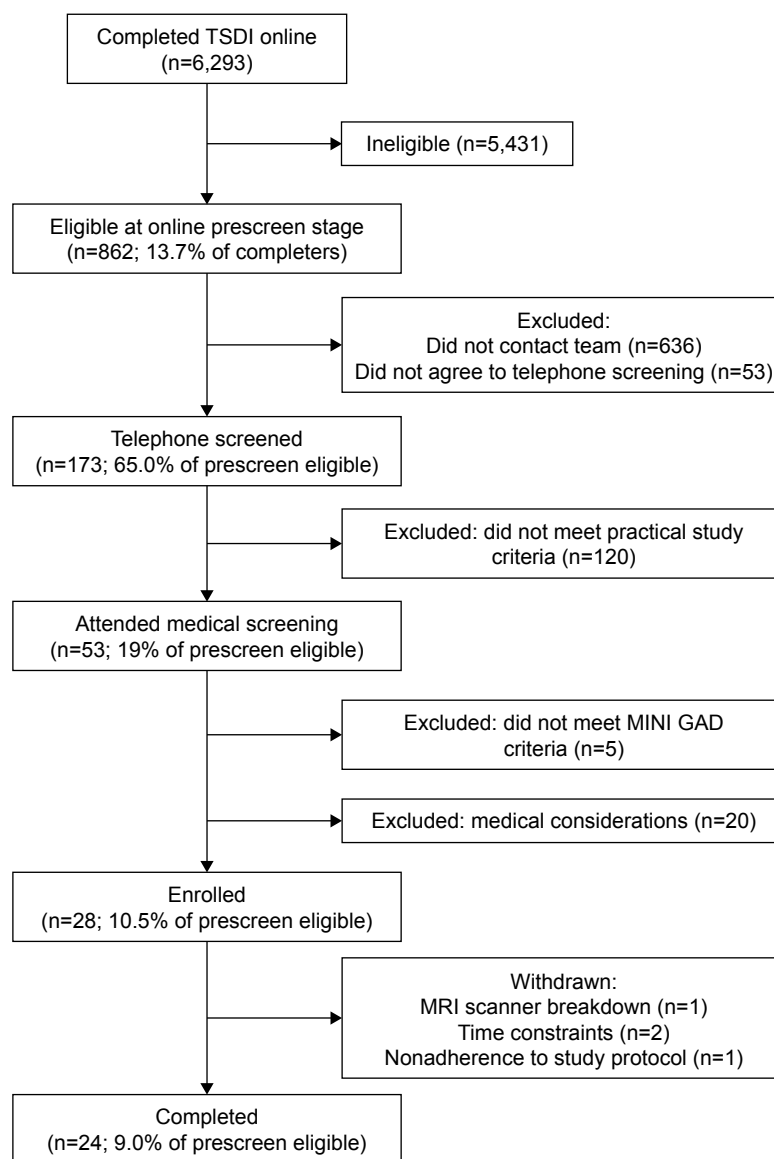 Completed TSDI online
(n=6,293)
Ineligible (n=5,431)
Eligible at online prescreen stage
(n=862; 13.7% of completers)
Excluded:
Did not contact team (n=636)
Did not agree to telephone screening (n=53)
Telephone screened
(n=173; 65.0% of prescreen eligible)
Excluded: did not meet practical study
criteria (n=120)
Attended medical screening
(n=53; 19% of prescreen eligible)
Excluded: did not meet MINI GAD
criteria (n=5)
Excluded: medical considerations (n=20)
Enrolled
(n=28; 10.5% of prescreen eligible)
Withdrawn:
MRI scanner breakdown (n=1)
Time constraints (n=2)
Nonadherence to study protocol (n=1)
Completed
(n=24; 9.0% of prescreen eligible)